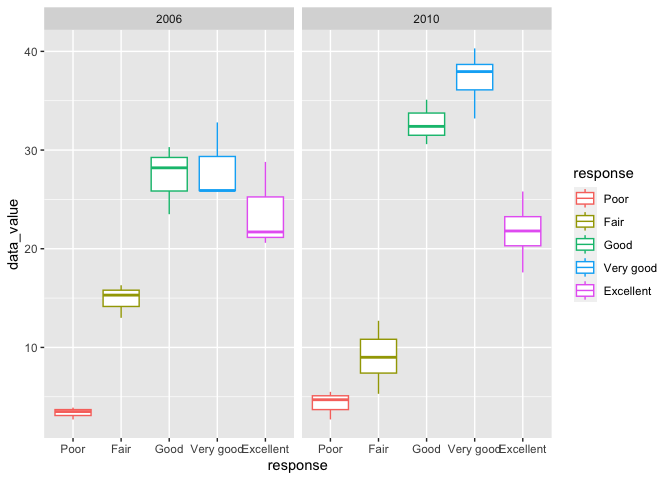 2006
2010
40
30
20
10
data_value
Poor Fair Good Very good Excellent
Poor Fair Good Very good Excellent
response
response
Poor
Fair
Good
Very good
Excellent